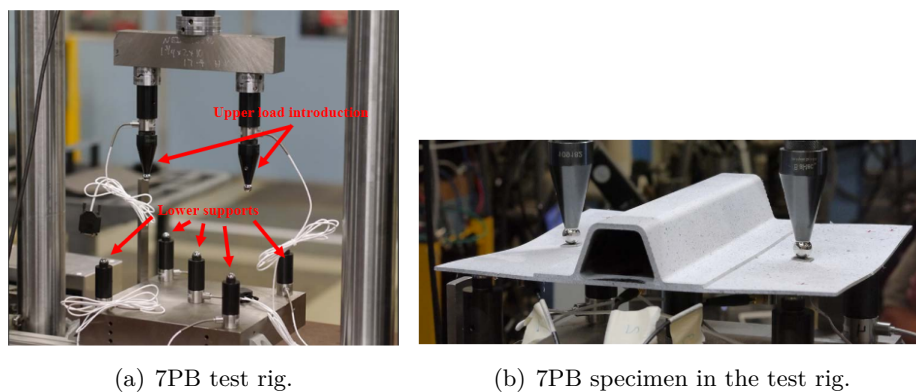 Upper load introduction
Lower supports
(a) 7PB test rig.
(b) 7PB specimen in the test rig.